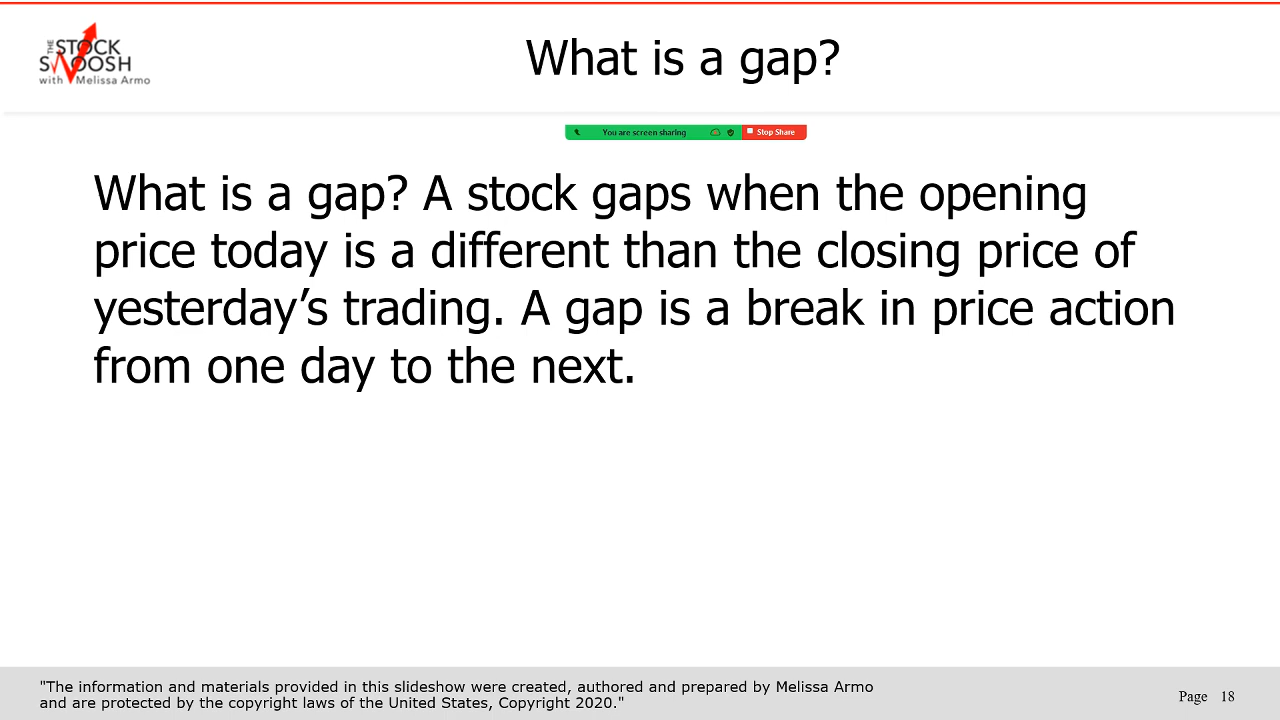 THE STOCK
SWOOSH
with Melissa Armo
What is a gap?
You are screen sharing
Stop Share
What is a gap? A stock gaps when the opening
price today is a different than the closing price of
yesterday’s trading. A gap is a break in price action
from one day to the next.
"The information and materials provided in this slideshow were created, authored and prepared by Melissa Armo
and are protected by the copyright laws of the United States, Copyright 2020."
Page 18